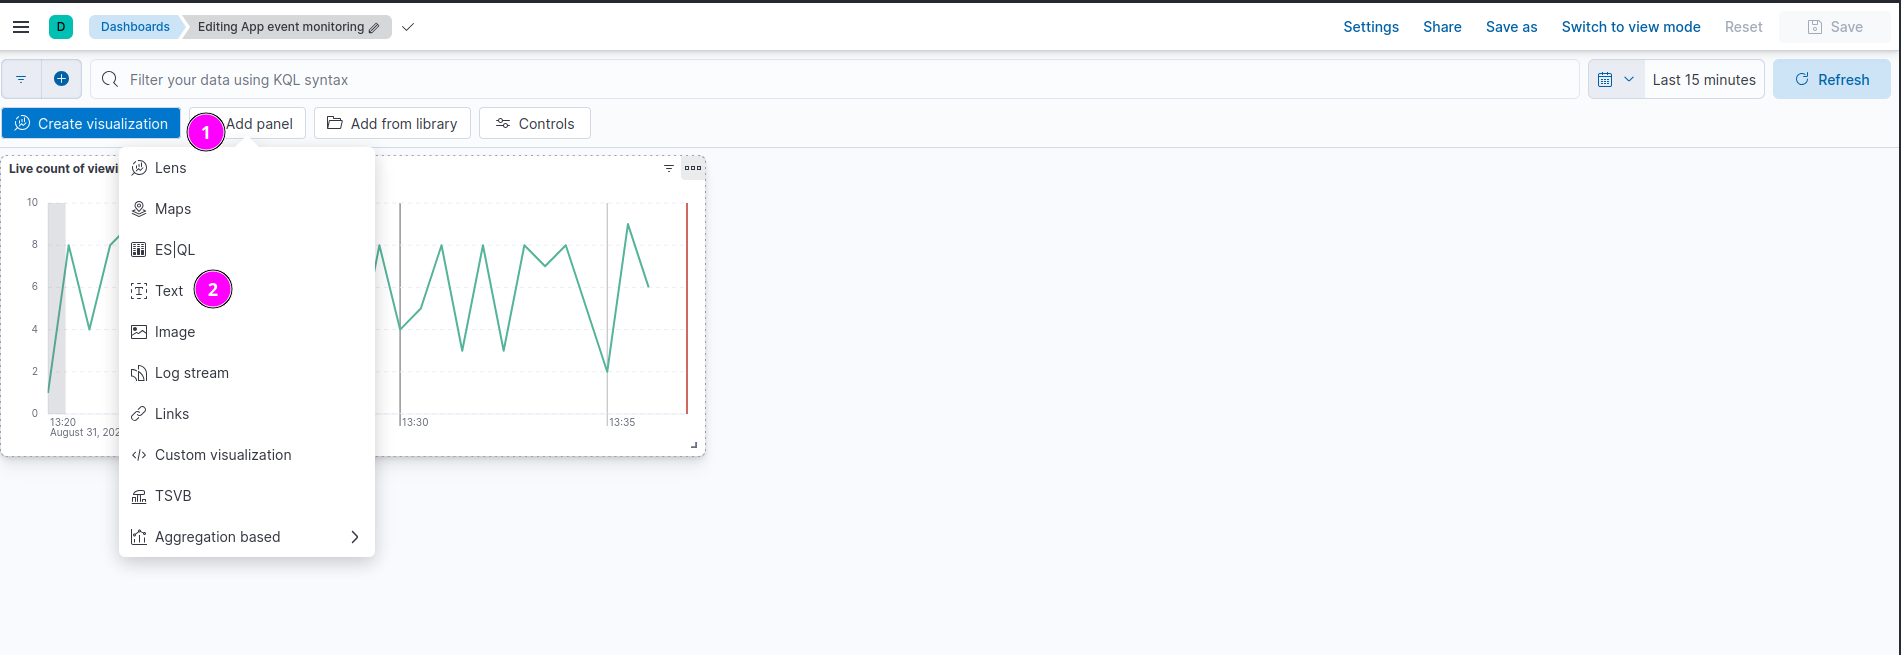 D Dashboards Editing App event monitoring Settings Share Save as Switch to view mode Reset Save
Filter your data using KQL syntax Last 15 minutes Refresh
Create visualization 1 Add panel Add from library Controls
Live count of viewi
Lens
Maps
ES|QL
Text 2
Image
Log stream
Links
Custom visualization
TSVB
Aggregation based
10
8
6
4
2
0
13:20 13:30 13:35
August 31, 202